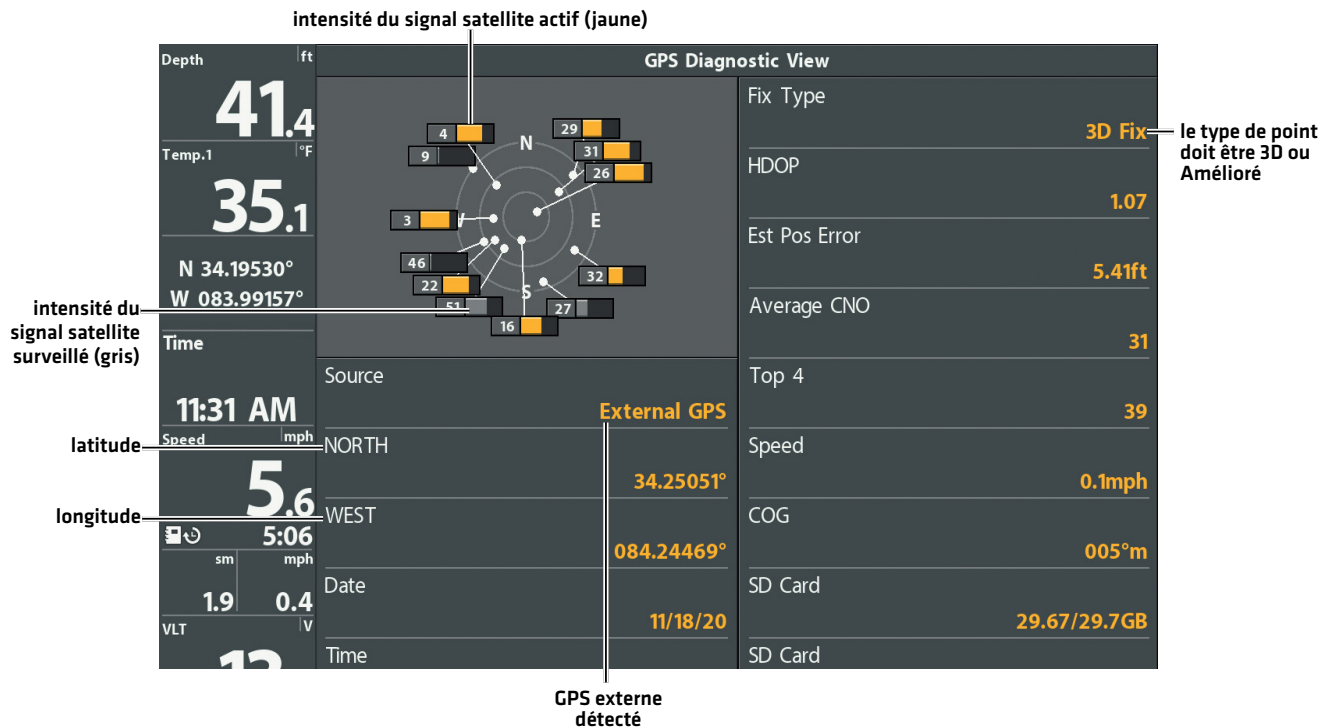 intensité du signal satellite actif (jaune)
Depth ft
41.4
Temp.1 °F
35.1
N 34.19530°
W 083.99157°
Time
11:31 AM
Speed mph
5.6
5:06
sm mph
1.9 0.4
VLT V
GPS Diagnostic View
4
9
3
46
22
51
16
29
31
26
32
27
N
E
S
Source
External GPS
NORTH
34.25051°
WEST
084.24469°
Date
11/18/20
Time
Fix Type
3D Fix
HDOP
1.07
Est Pos Error
5.41ft
Average CNO
31
Top 4
39
Speed
0.1mph
COG
005°m
SD Card
29.67/29.7GB
SD Card
le type de point
doit être 3D ou
Amélioré
intensité du
signal satellite
surveillé (gris)
latitude
longitude
GPS externe
détecté